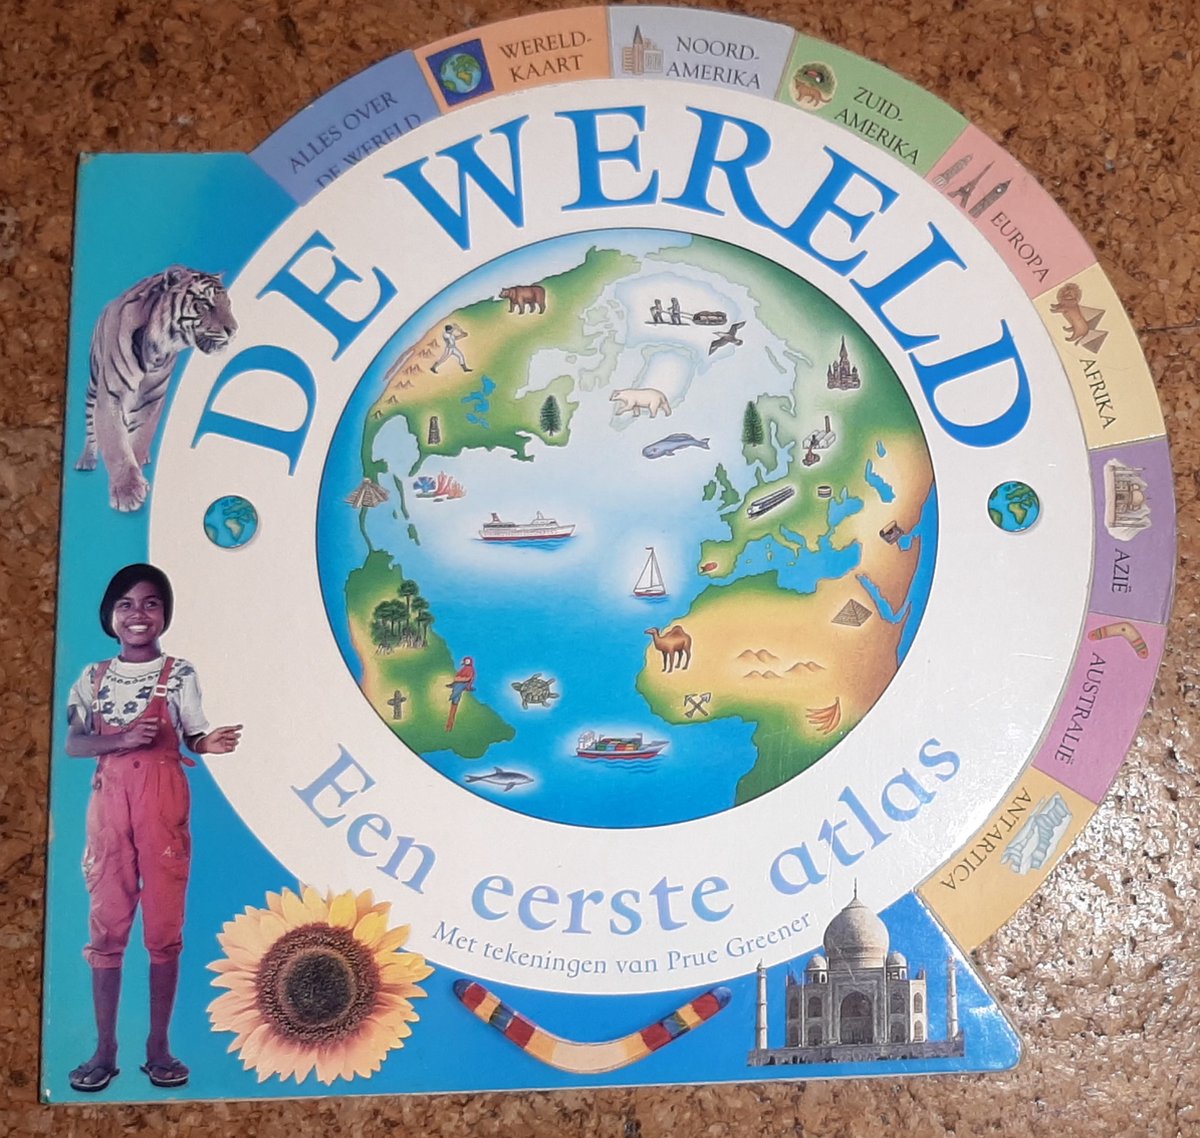 ALLES OVER
DE WERELD
WERELD-
KAART
NOORD-
AMERIKA
ZUID-
AMERIKA
EUROPA
AFRIKA
AZIË
AUSTRALIË
ANTARTICA
DE WERELD
Een eerste atlas
Met tekeningen van Prue Greener